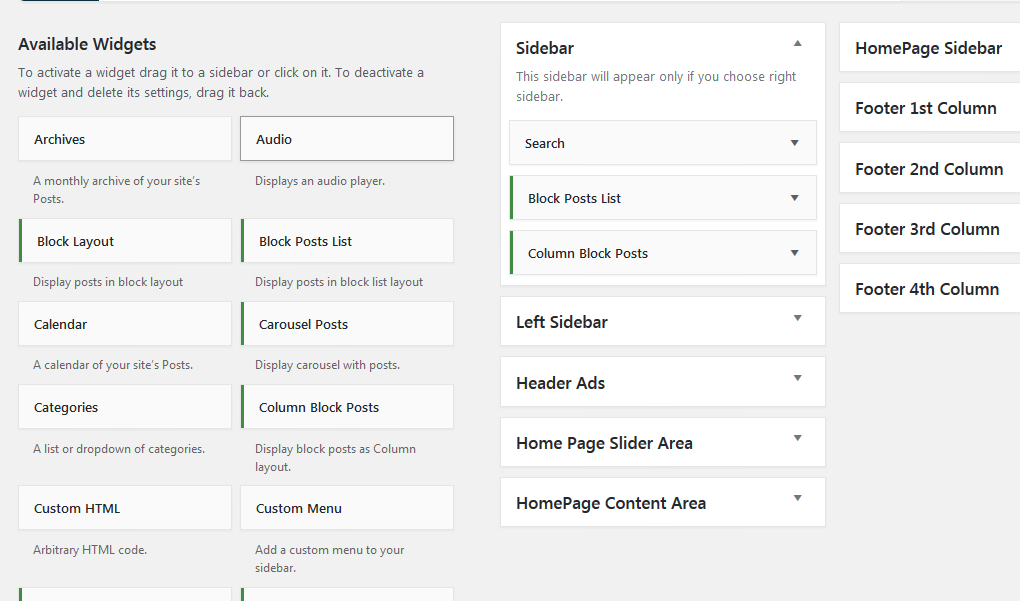 Available Widgets
To activate a widget drag it to a sidebar or click on it. To deactivate a
widget and delete its settings, drag it back.
Archives
Audio
A monthly archive of your site's
Posts.
Displays an audio player.
Block Layout
Block Posts List
Display posts in block layout
Display posts in block list layout
Calendar
Carousel Posts
A calendar of your site's Posts.
Display carousel with posts.
Categories
Column Block Posts
A list or dropdown of categories.
Display block posts as Column
layout.
Custom HTML
Custom Menu
Arbitrary HTML code.
Add a custom menu to your
sidebar.
Sidebar
This sidebar will appear only if you choose right
sidebar.
Search
Block Posts List
Column Block Posts
Left Sidebar
Header Ads
Home Page Slider Area
HomePage Content Area
HomePage Sidebar
Footer 1st Column
Footer 2nd Column
Footer 3rd Column
Footer 4th Column